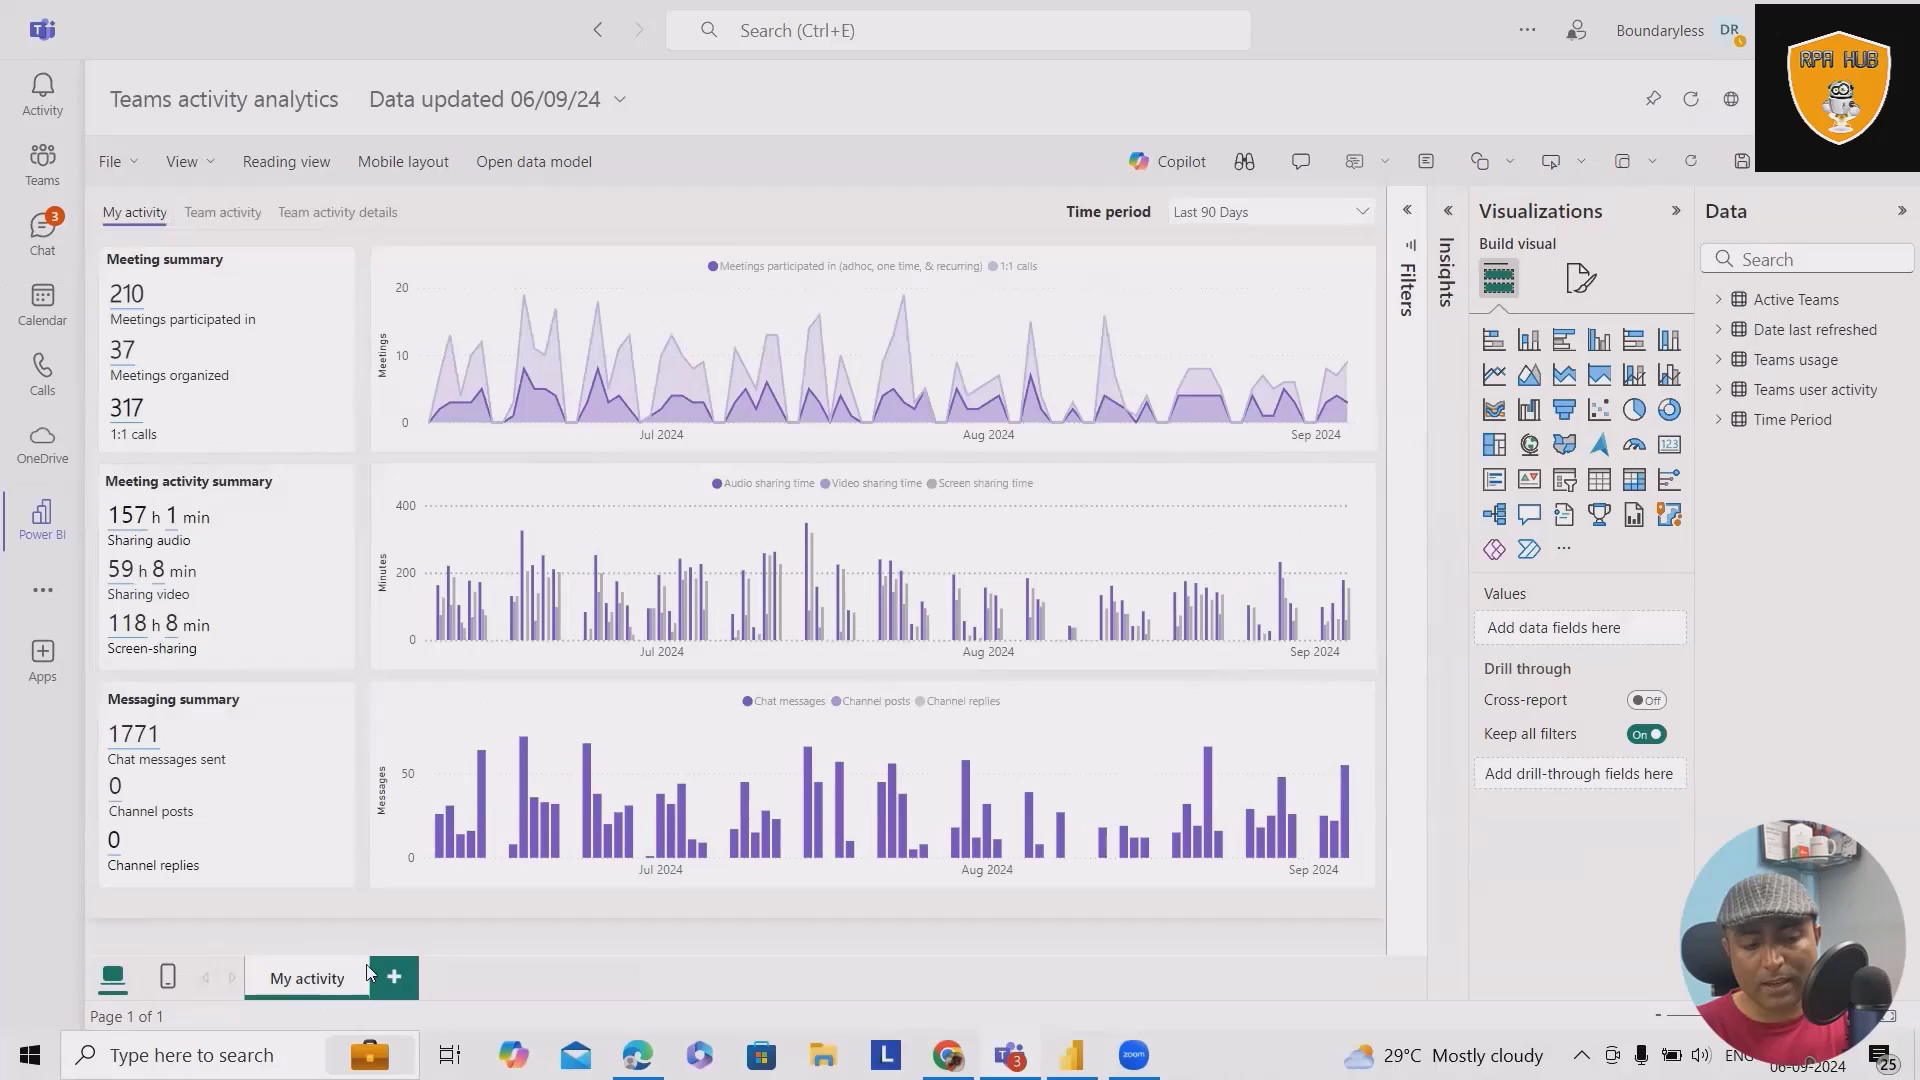 Search (Ctrl+E)
Boundaryless
DR
RPA HUB
Activity
Teams
3
Chat
Calendar
Calls
OneDrive
Power BI
Apps
Teams activity analytics
Data updated 06/09/24
File
View
Reading view
Mobile layout
Open data model
Copilot
My activity
Team activity
Team activity details
Time period
Last 90 Days
Meeting summary
210
Meetings participated in
37
Meetings organized
317
1:1 calls
Meetings participated in (adhoc, one time, & recurring)
1:1 calls
Meetings
20
10
0
Jul 2024
Aug 2024
Sep 2024
Meeting activity summary
157 h 1 min
Sharing audio
59 h 8 min
Sharing video
118 h 8 min
Screen-sharing
Audio sharing time
Video sharing time
Screen sharing time
Minutes
400
200
0
Jul 2024
Aug 2024
Sep 2024
Messaging summary
1771
Chat messages sent
0
Channel posts
0
Channel replies
Chat messages
Channel posts
Channel replies
Messages
50
0
Jul 2024
Aug 2024
Sep 2024
Filters
Insights
Visualizations
Build visual
123
Values
Add data fields here
Drill through
Cross-report
Off
Keep all filters
On
Add drill-through fields here
Data
Search
Active Teams
Date last refreshed
Teams usage
Teams user activity
Time Period
My activity
Page 1 of 1
Type here to search
L
3
zoom
29°C Mostly cloudy
ENG
06-09-2024
25